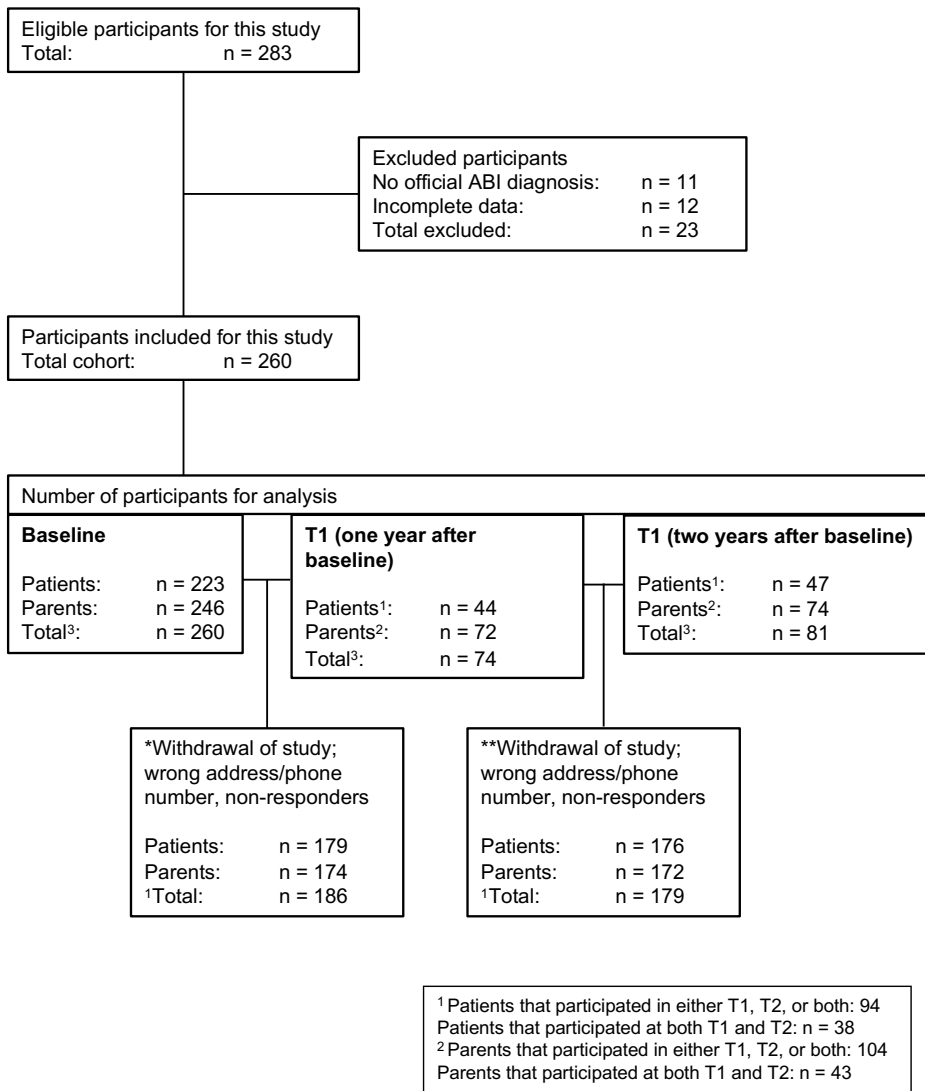 Eligible participants for this study
Total: n = 283
Excluded participants
No official ABI diagnosis: n = 11
Incomplete data: n = 12
Total excluded: n = 23
Participants included for this study
Total cohort: n = 260
Number of participants for analysis
Baseline
Patients: n = 223
Parents: n = 246
Total³: n = 260
T1 (one year after
baseline)
Patients¹: n = 44
Parents²: n = 72
Total³: n = 74
T1 (two years after baseline)
Patients¹: n = 47
Parents²: n = 74
Total³: n = 81
*Withdrawal of study;
wrong address/phone
number, non-responders
Patients: n = 179
Parents: n = 174
¹Total: n = 186
**Withdrawal of study;
wrong address/phone
number, non-responders
Patients: n = 176
Parents: n = 172
¹Total: n = 179
¹ Patients that participated in either T1, T2, or both: 94
Patients that participated at both T1 and T2: n = 38
² Parents that participated in either T1, T2, or both: 104
Parents that participated at both T1 and T2: n = 43